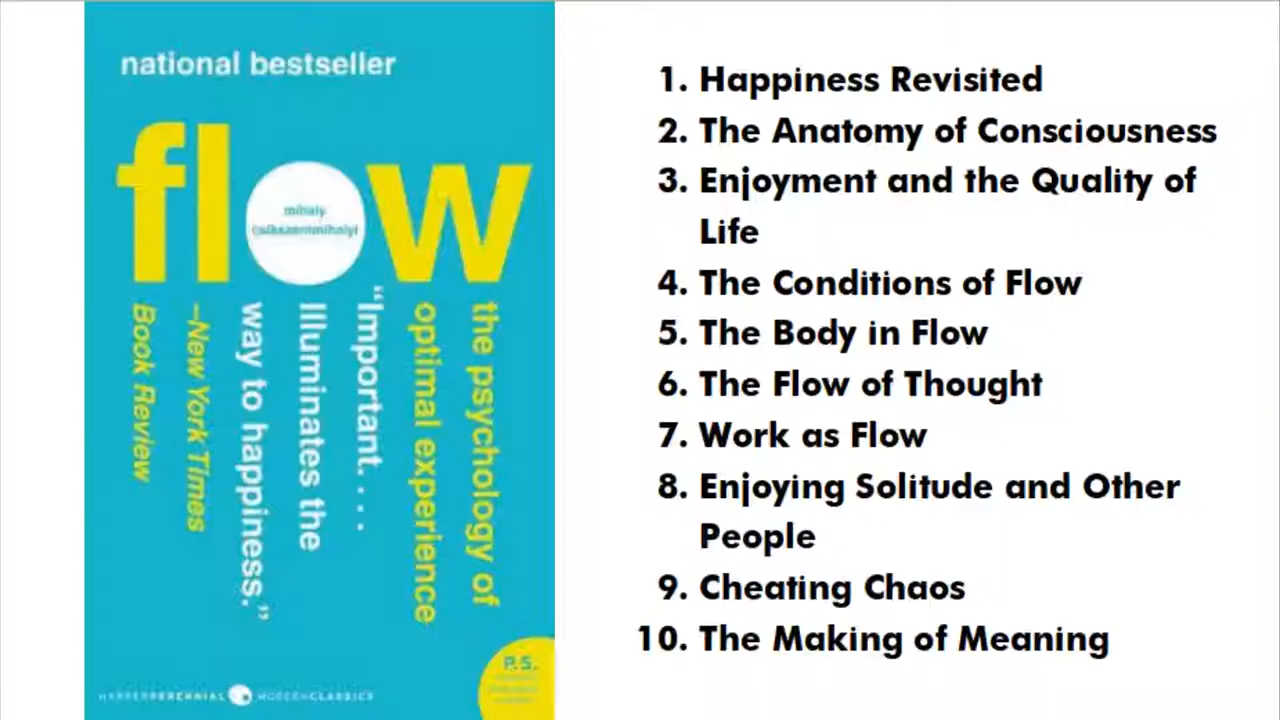 national bestseller
flow
mihaly
csikszentmihalyi
the psychology of
optimal experience
“Important. . . .
Illuminates the
way to happiness.”
–New York Times
Book Review
P.S.
HARPERPERENNIAL MODERNCLASSICS
1. Happiness Revisited
2. The Anatomy of Consciousness
3. Enjoyment and the Quality of
Life
4. The Conditions of Flow
5. The Body in Flow
6. The Flow of Thought
7. Work as Flow
8. Enjoying Solitude and Other
People
9. Cheating Chaos
10. The Making of Meaning